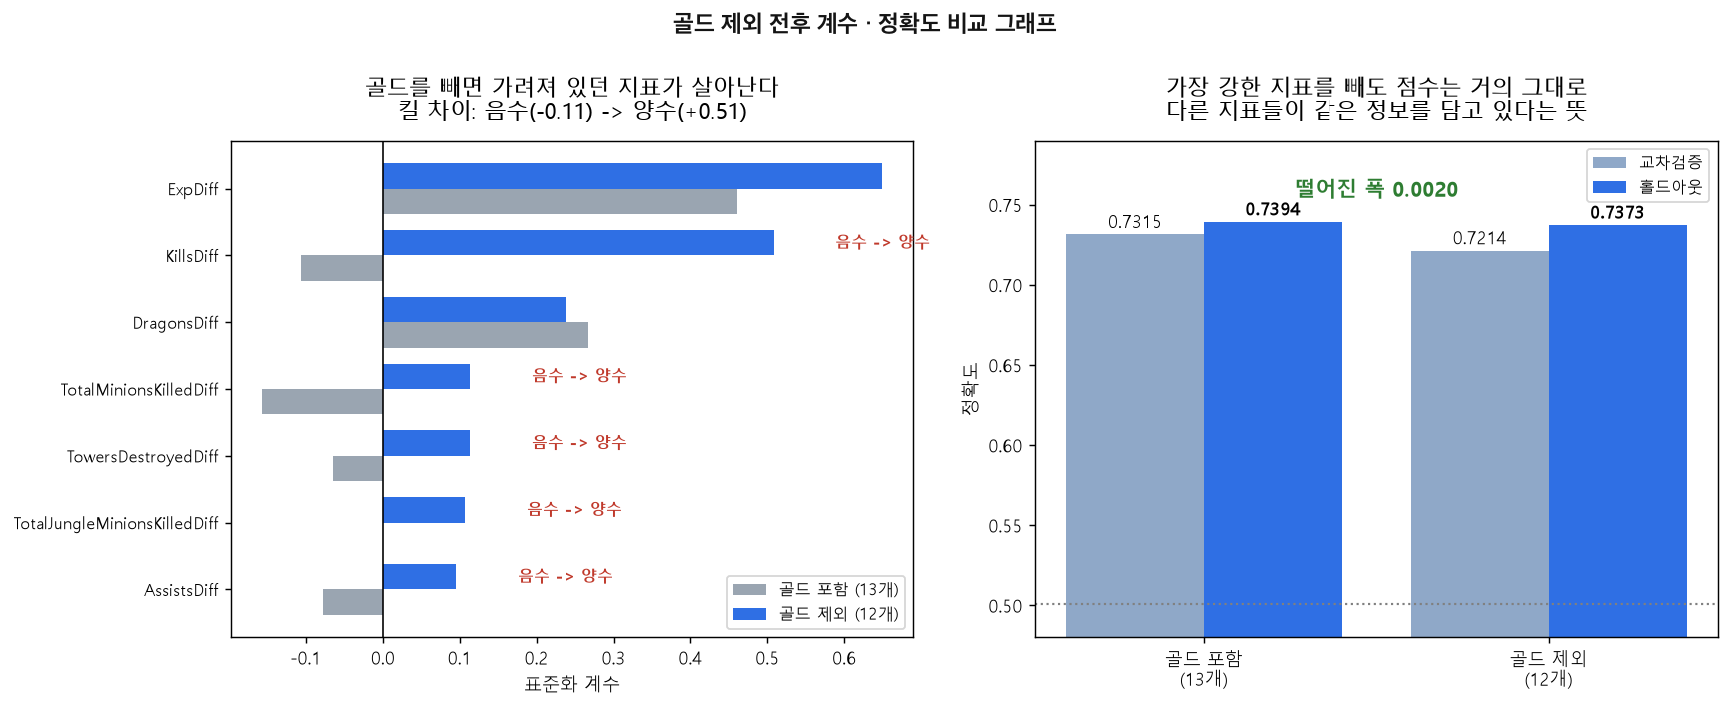 골드 제외 전후 계수 · 정확도 비교 그래프
골드를 빼면 가려져 있던 지표가 살아난다
킬 차이: 음수(-0.11) -> 양수(+0.51)
ExpDiff
KillsDiff
음수 -> 양수
DragonsDiff
TotalMinionsKilledDiff
음수 -> 양수
TowersDestroyedDiff
음수 -> 양수
TotalJungleMinionsKilledDiff
음수 -> 양수
AssistsDiff
음수 -> 양수
골드 포함 (13개)
골드 제외 (12개)
-0.1 0.0 0.1 0.2 0.3 0.4 0.5 0.6
표준화 계수
가장 강한 지표를 빼도 점수는 거의 그대로
다른 지표들이 같은 정보를 담고 있다는 뜻
교차검증
홀드아웃
떨어진 폭 0.0020
0.7315
0.7394
0.7214
0.7373
0.75
0.70
0.65
0.60
0.55
0.50
정확도
골드 포함
(13개)
골드 제외
(12개)